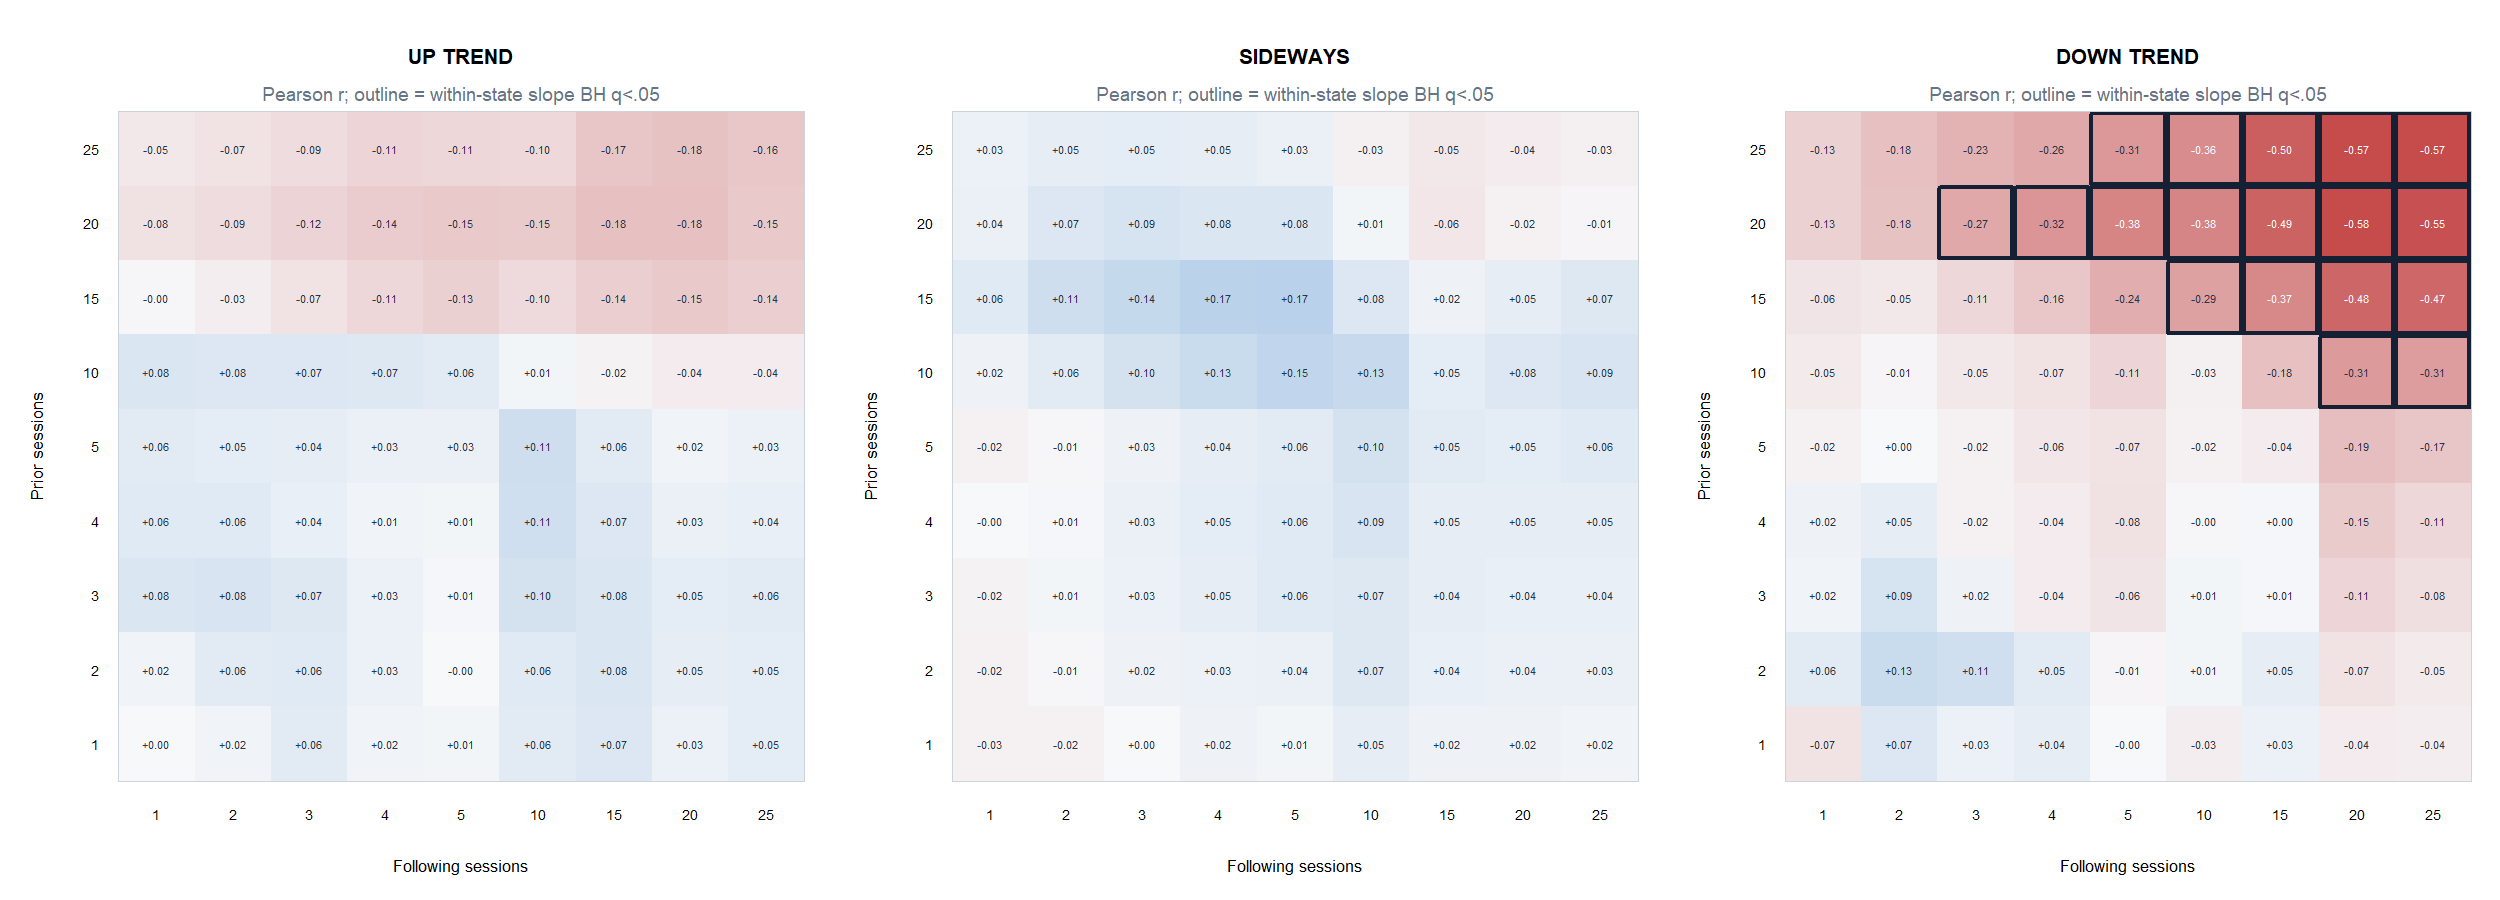 UP TREND
Pearson r; outline = within-state slope BH q<.05
25 -0.05 -0.07 -0.09 -0.11 -0.11 -0.10 -0.17 -0.18 -0.16
20 -0.08 -0.09 -0.12 -0.14 -0.15 -0.15 -0.18 -0.18 -0.15
15 -0.00 -0.03 -0.07 -0.11 -0.13 -0.10 -0.14 -0.15 -0.14
10 +0.08 +0.08 +0.07 +0.07 +0.06 +0.01 -0.02 -0.04 -0.04
5 +0.06 +0.05 +0.04 +0.03 +0.03 +0.11 +0.06 +0.02 +0.03
4 +0.06 +0.06 +0.04 +0.01 +0.01 +0.11 +0.07 +0.03 +0.04
3 +0.08 +0.08 +0.07 +0.03 +0.01 +0.10 +0.08 +0.05 +0.06
2 +0.02 +0.06 +0.06 +0.03 -0.00 +0.06 +0.08 +0.05 +0.05
1 +0.00 +0.02 +0.06 +0.02 +0.01 +0.06 +0.07 +0.03 +0.05
1 2 3 4 5 10 15 20 25
Prior sessions
Following sessions
SIDEWAYS
Pearson r; outline = within-state slope BH q<.05
25 +0.03 +0.05 +0.05 +0.05 +0.03 -0.03 -0.05 -0.04 -0.03
20 +0.04 +0.07 +0.09 +0.08 +0.08 +0.01 -0.06 -0.02 -0.01
15 +0.06 +0.11 +0.14 +0.17 +0.17 +0.08 +0.02 +0.05 +0.07
10 +0.02 +0.06 +0.10 +0.13 +0.15 +0.13 +0.05 +0.08 +0.09
5 -0.02 -0.01 +0.03 +0.04 +0.06 +0.10 +0.05 +0.05 +0.06
4 -0.00 +0.01 +0.03 +0.05 +0.06 +0.09 +0.05 +0.05 +0.05
3 -0.02 +0.01 +0.03 +0.05 +0.06 +0.07 +0.04 +0.04 +0.04
2 -0.02 -0.01 +0.02 +0.03 +0.04 +0.07 +0.04 +0.04 +0.03
1 -0.03 -0.02 +0.00 +0.02 +0.01 +0.05 +0.02 +0.02 +0.02
1 2 3 4 5 10 15 20 25
Prior sessions
Following sessions
DOWN TREND
Pearson r; outline = within-state slope BH q<.05
25 -0.13 -0.18 -0.23 -0.26 -0.31 -0.36 -0.50 -0.57 -0.57
20 -0.13 -0.18 -0.27 -0.32 -0.38 -0.38 -0.49 -0.58 -0.55
15 -0.06 -0.05 -0.11 -0.16 -0.24 -0.29 -0.37 -0.48 -0.47
10 -0.05 -0.01 -0.05 -0.07 -0.11 -0.03 -0.18 -0.31 -0.31
5 -0.02 +0.00 -0.02 -0.06 -0.07 -0.02 -0.04 -0.19 -0.17
4 +0.02 +0.05 -0.02 -0.04 -0.08 -0.00 +0.00 -0.15 -0.11
3 +0.02 +0.09 +0.02 -0.04 -0.06 +0.01 +0.01 -0.11 -0.08
2 +0.06 +0.13 +0.11 +0.05 -0.01 +0.01 +0.05 -0.07 -0.05
1 -0.07 +0.07 +0.03 +0.04 -0.00 -0.03 +0.03 -0.04 -0.04
1 2 3 4 5 10 15 20 25
Prior sessions
Following sessions